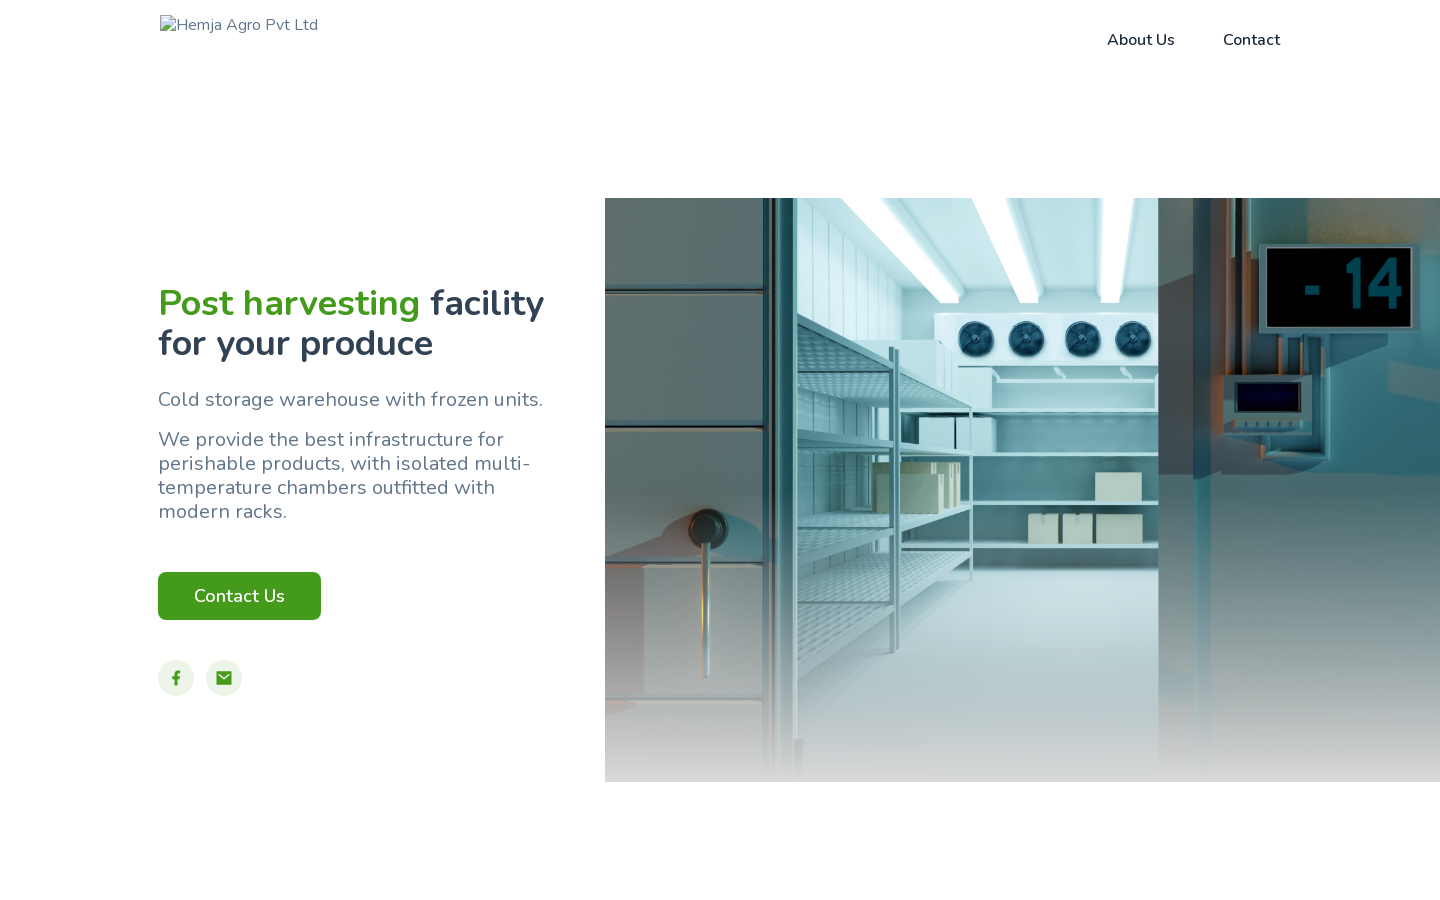 Hemja Agro Pvt Ltd
About Us
Contact
Post harvesting facility
for your produce
Cold storage warehouse with frozen units.
We provide the best infrastructure for
perishable products, with isolated multi-
temperature chambers outfitted with
modern racks.
Contact Us
- 14